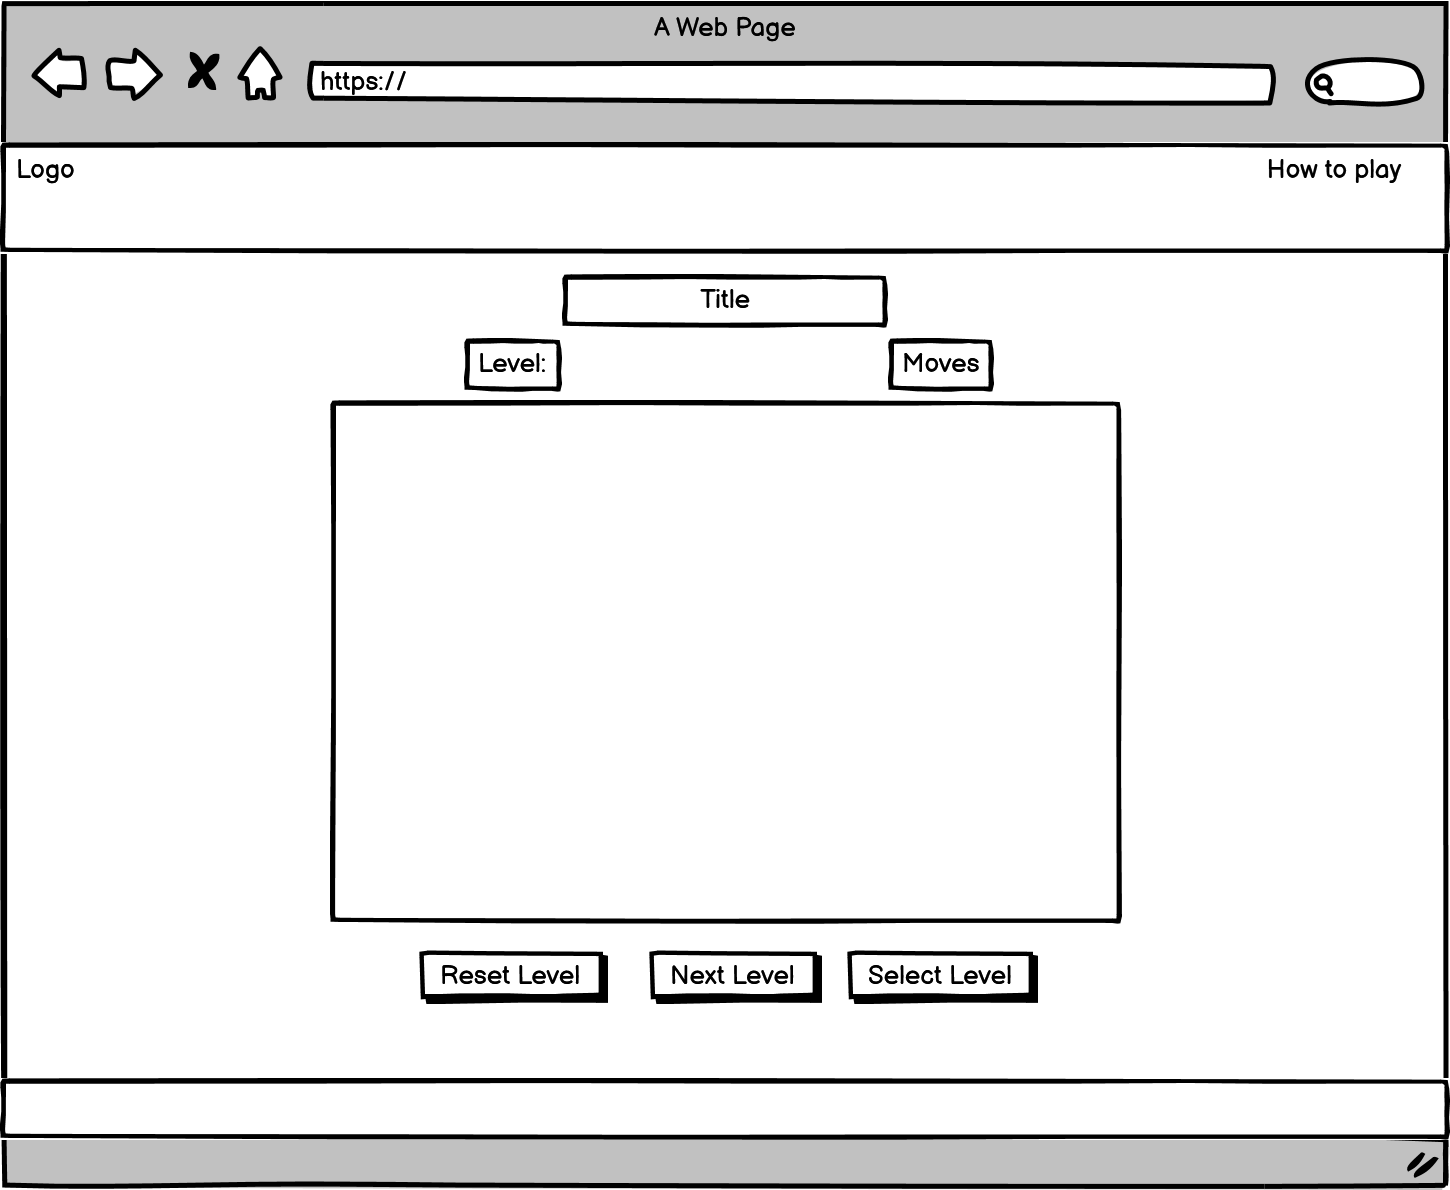 A Web Page
https://
Logo
How to play
Title
Level:
Moves
Reset Level
Next Level
Select Level